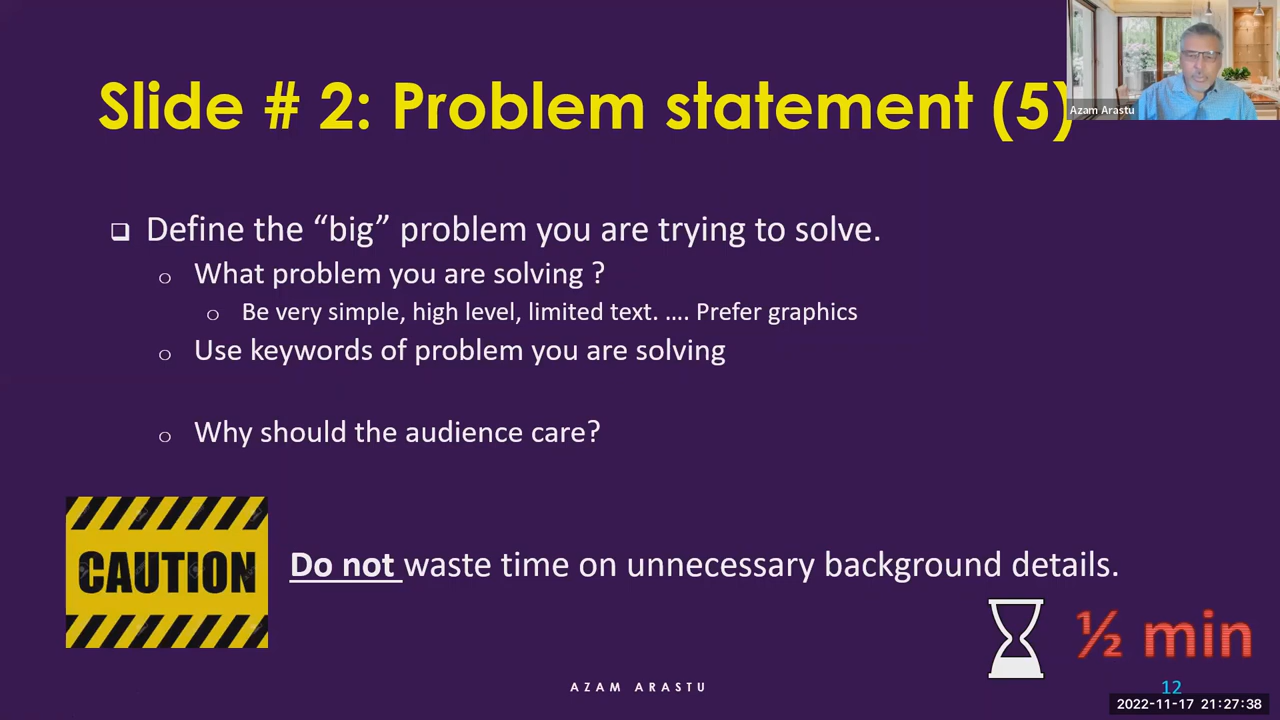 Slide # 2: Problem statement (5)
Azam Arastu
❑ Define the “big” problem you are trying to solve.
o What problem you are solving ?
o Be very simple, high level, limited text. .... Prefer graphics
o Use keywords of problem you are solving
o Why should the audience care?
CAUTION
Do not waste time on unnecessary background details.
½ min
AZAM ARASTU
12
2022-11-17 21:27:38